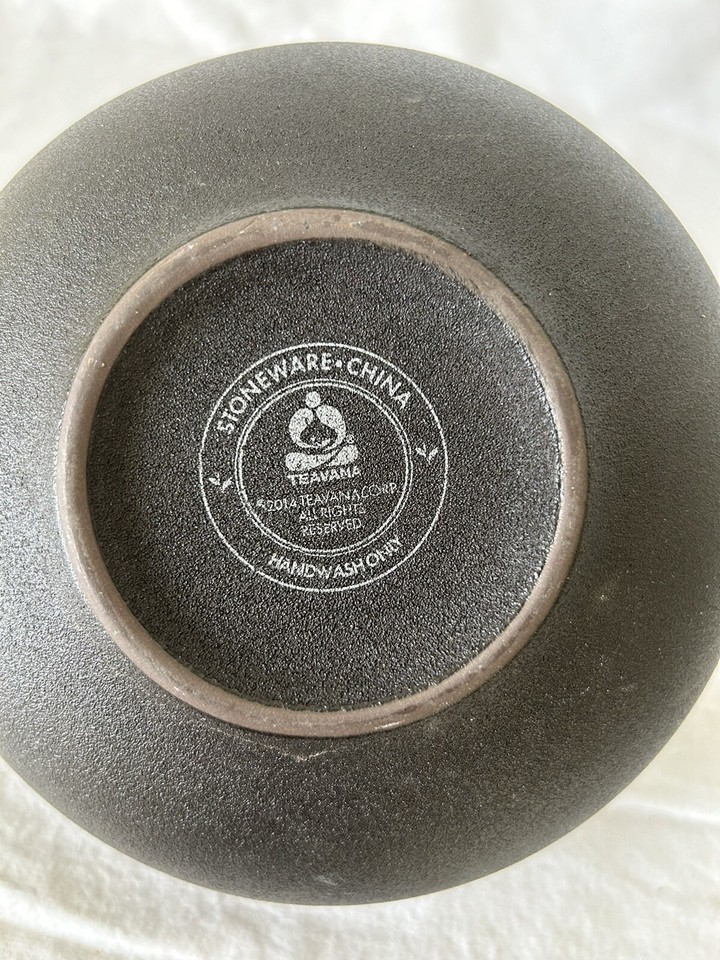 STONEWARE•CHINA
TEAVANA
©2014 TEAVANA CORP.
ALL RIGHTS
RESERVED
HANDWASH ONLY